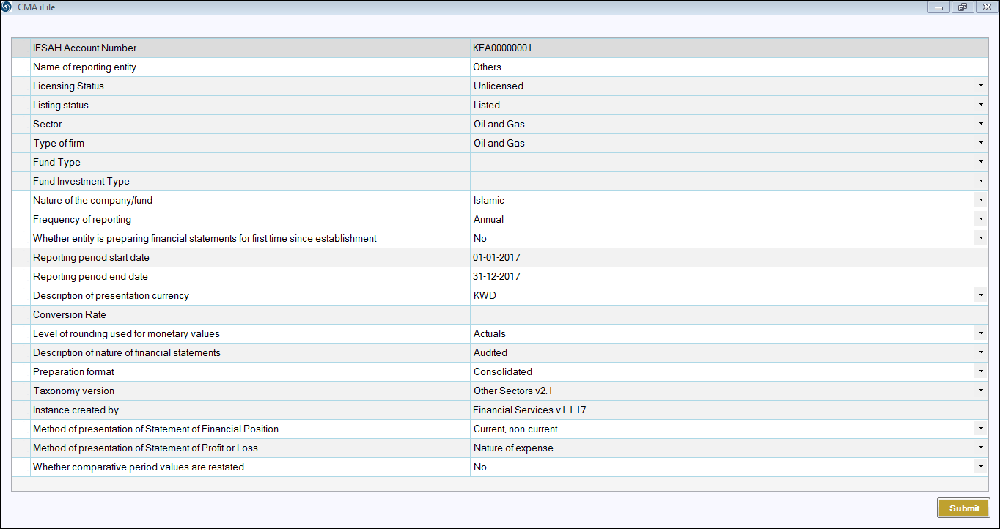 CMA iFile
IFSAH Account Number KFA00000001
Name of reporting entity Others
Licensing Status Unlicensed
Listing status Listed
Sector Oil and Gas
Type of firm Oil and Gas
Fund Type
Fund Investment Type
Nature of the company/fund Islamic
Frequency of reporting Annual
Whether entity is preparing financial statements for first time since establishment No
Reporting period start date 01-01-2017
Reporting period end date 31-12-2017
Description of presentation currency KWD
Conversion Rate
Level of rounding used for monetary values Actuals
Description of nature of financial statements Audited
Preparation format Consolidated
Taxonomy version Other Sectors v2.1
Instance created by Financial Services v1.1.17
Method of presentation of Statement of Financial Position Current, non-current
Method of presentation of Statement of Profit or Loss Nature of expense
Whether comparative period values are restated No
Submit